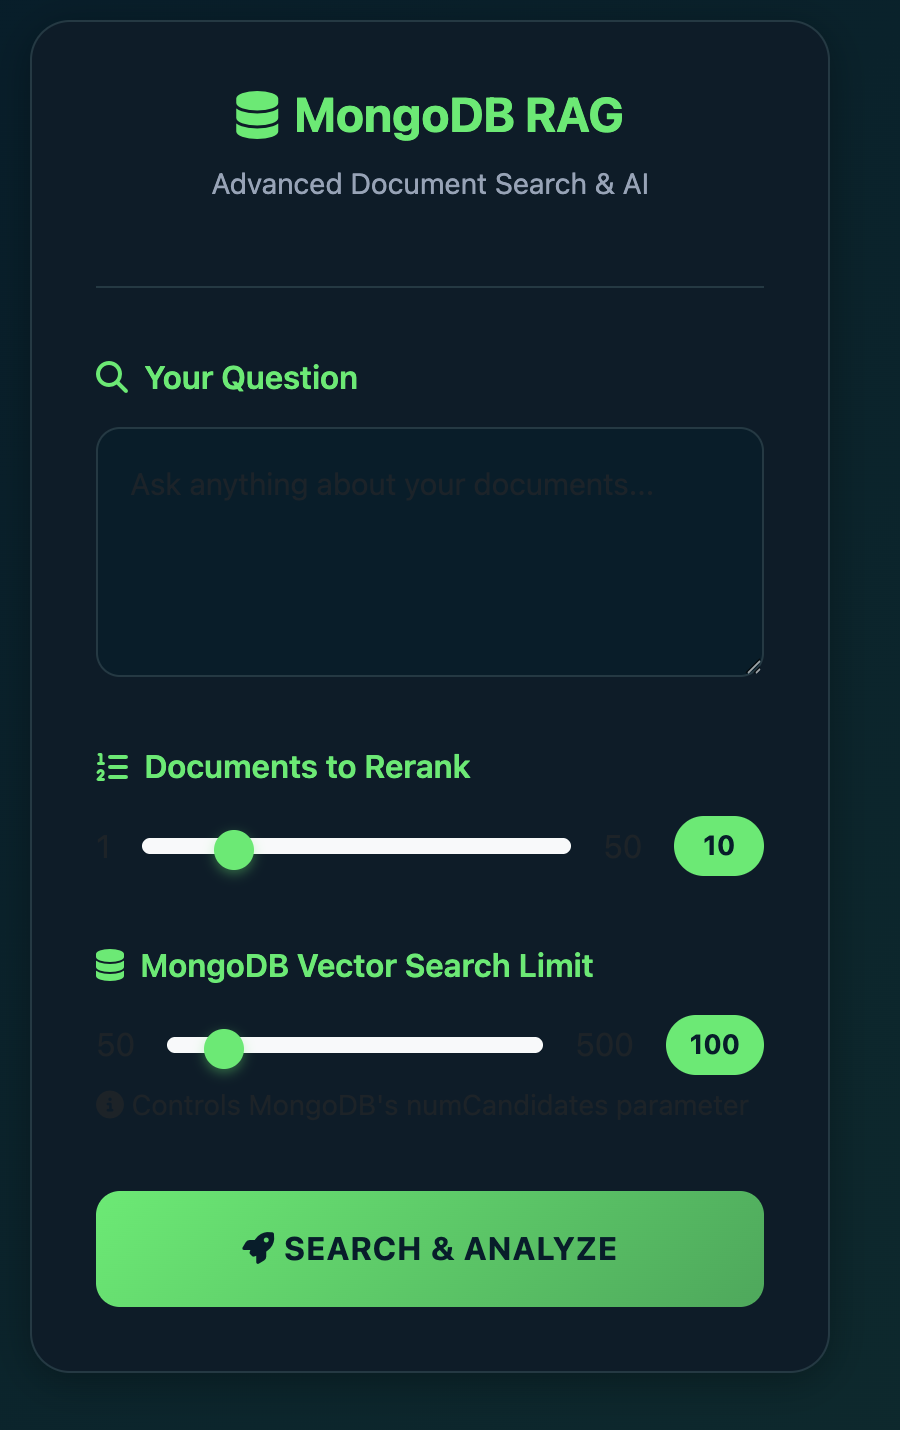 MongoDB RAG
Advanced Document Search & AI
Your Question
Ask anything about your documents...
Documents to Rerank
1 50 10
MongoDB Vector Search Limit
50 500 100
Controls MongoDB's numCandidates parameter
SEARCH & ANALYZE